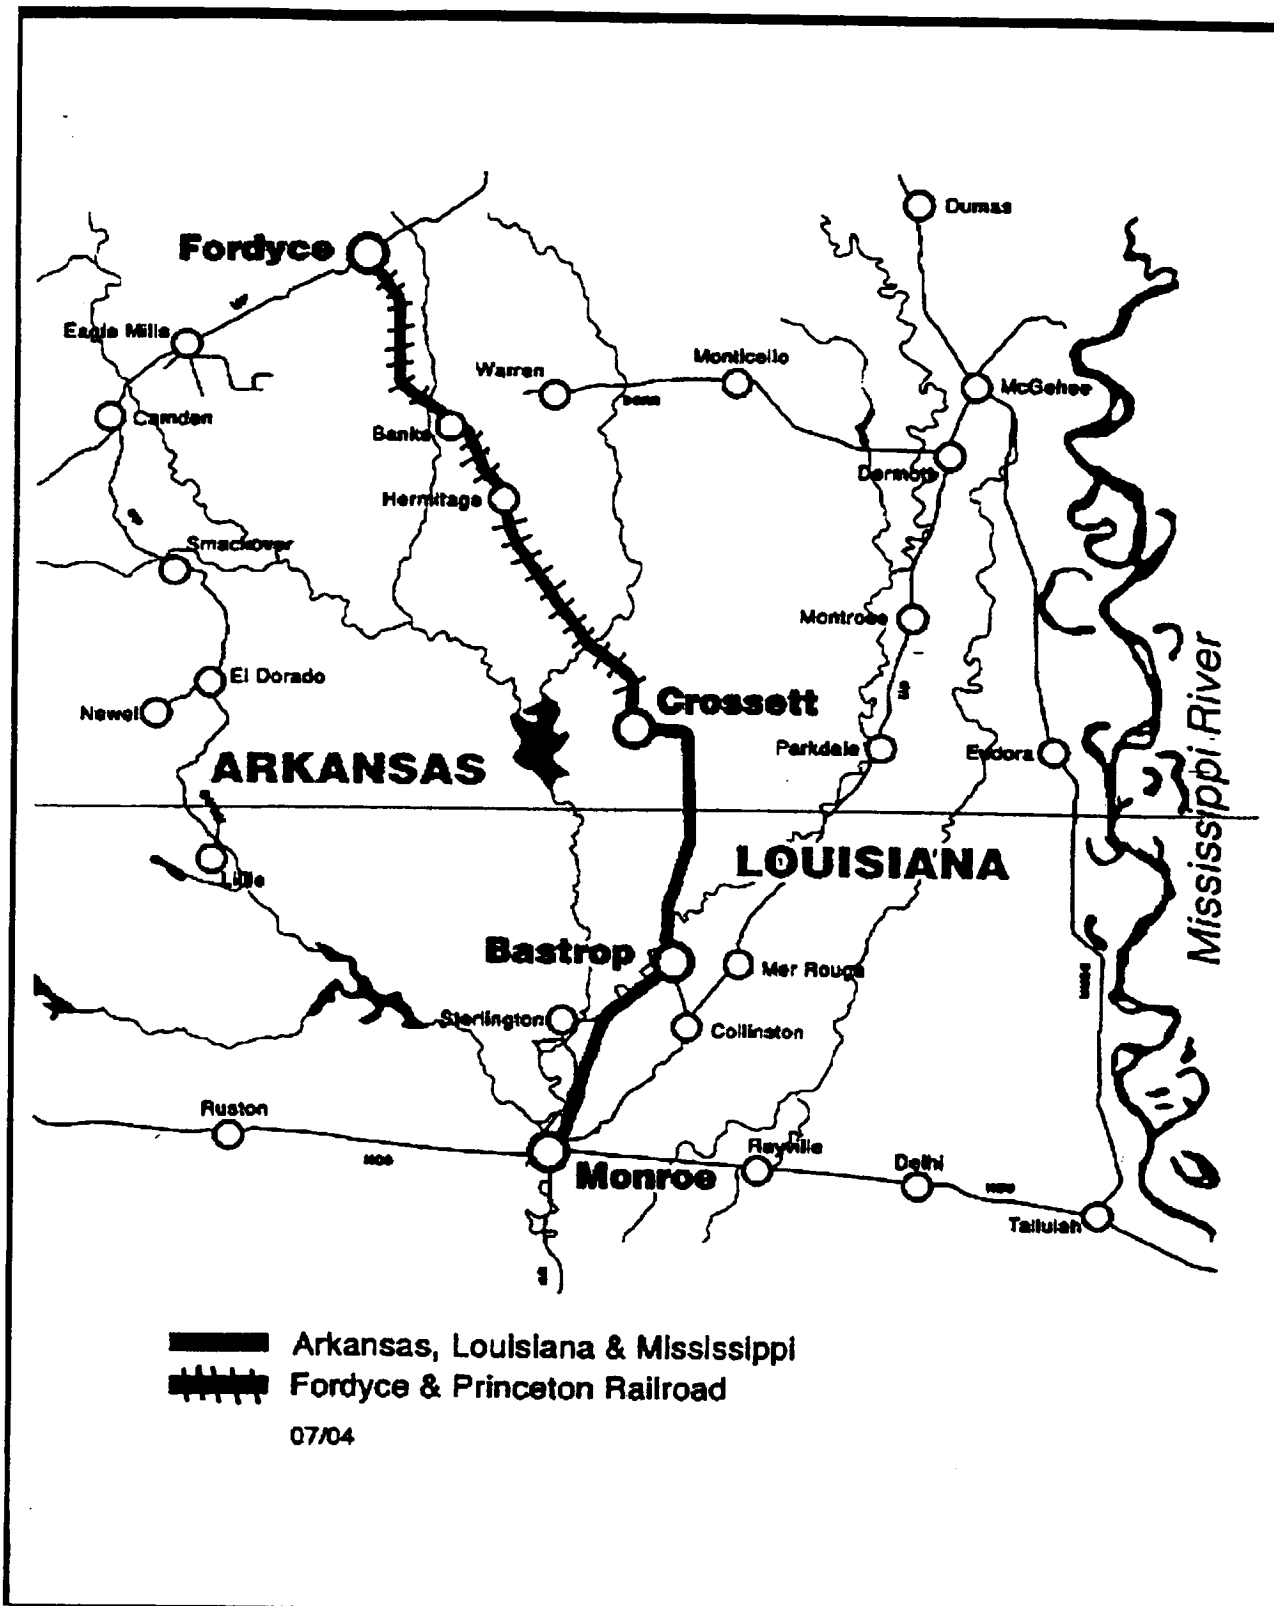 Dumas
Fordyce
Eagle Mills
Monticello
Warren
McGehee
Camden
Banks
Dermott
Hermitage
Smackover
Montrose
El Dorado
Crossett
Newel
Parkdale
Eudora
ARKANSAS
Mississippi River
LOUISIANA
Lillie
Bastrop
Mer Rouge
Sterlington
Collinston
Ruston
Rayville
Delhi
Monroe
Tallulah
Arkansas, Louisiana & Mississippi
Fordyce & Princeton Railroad
07/04